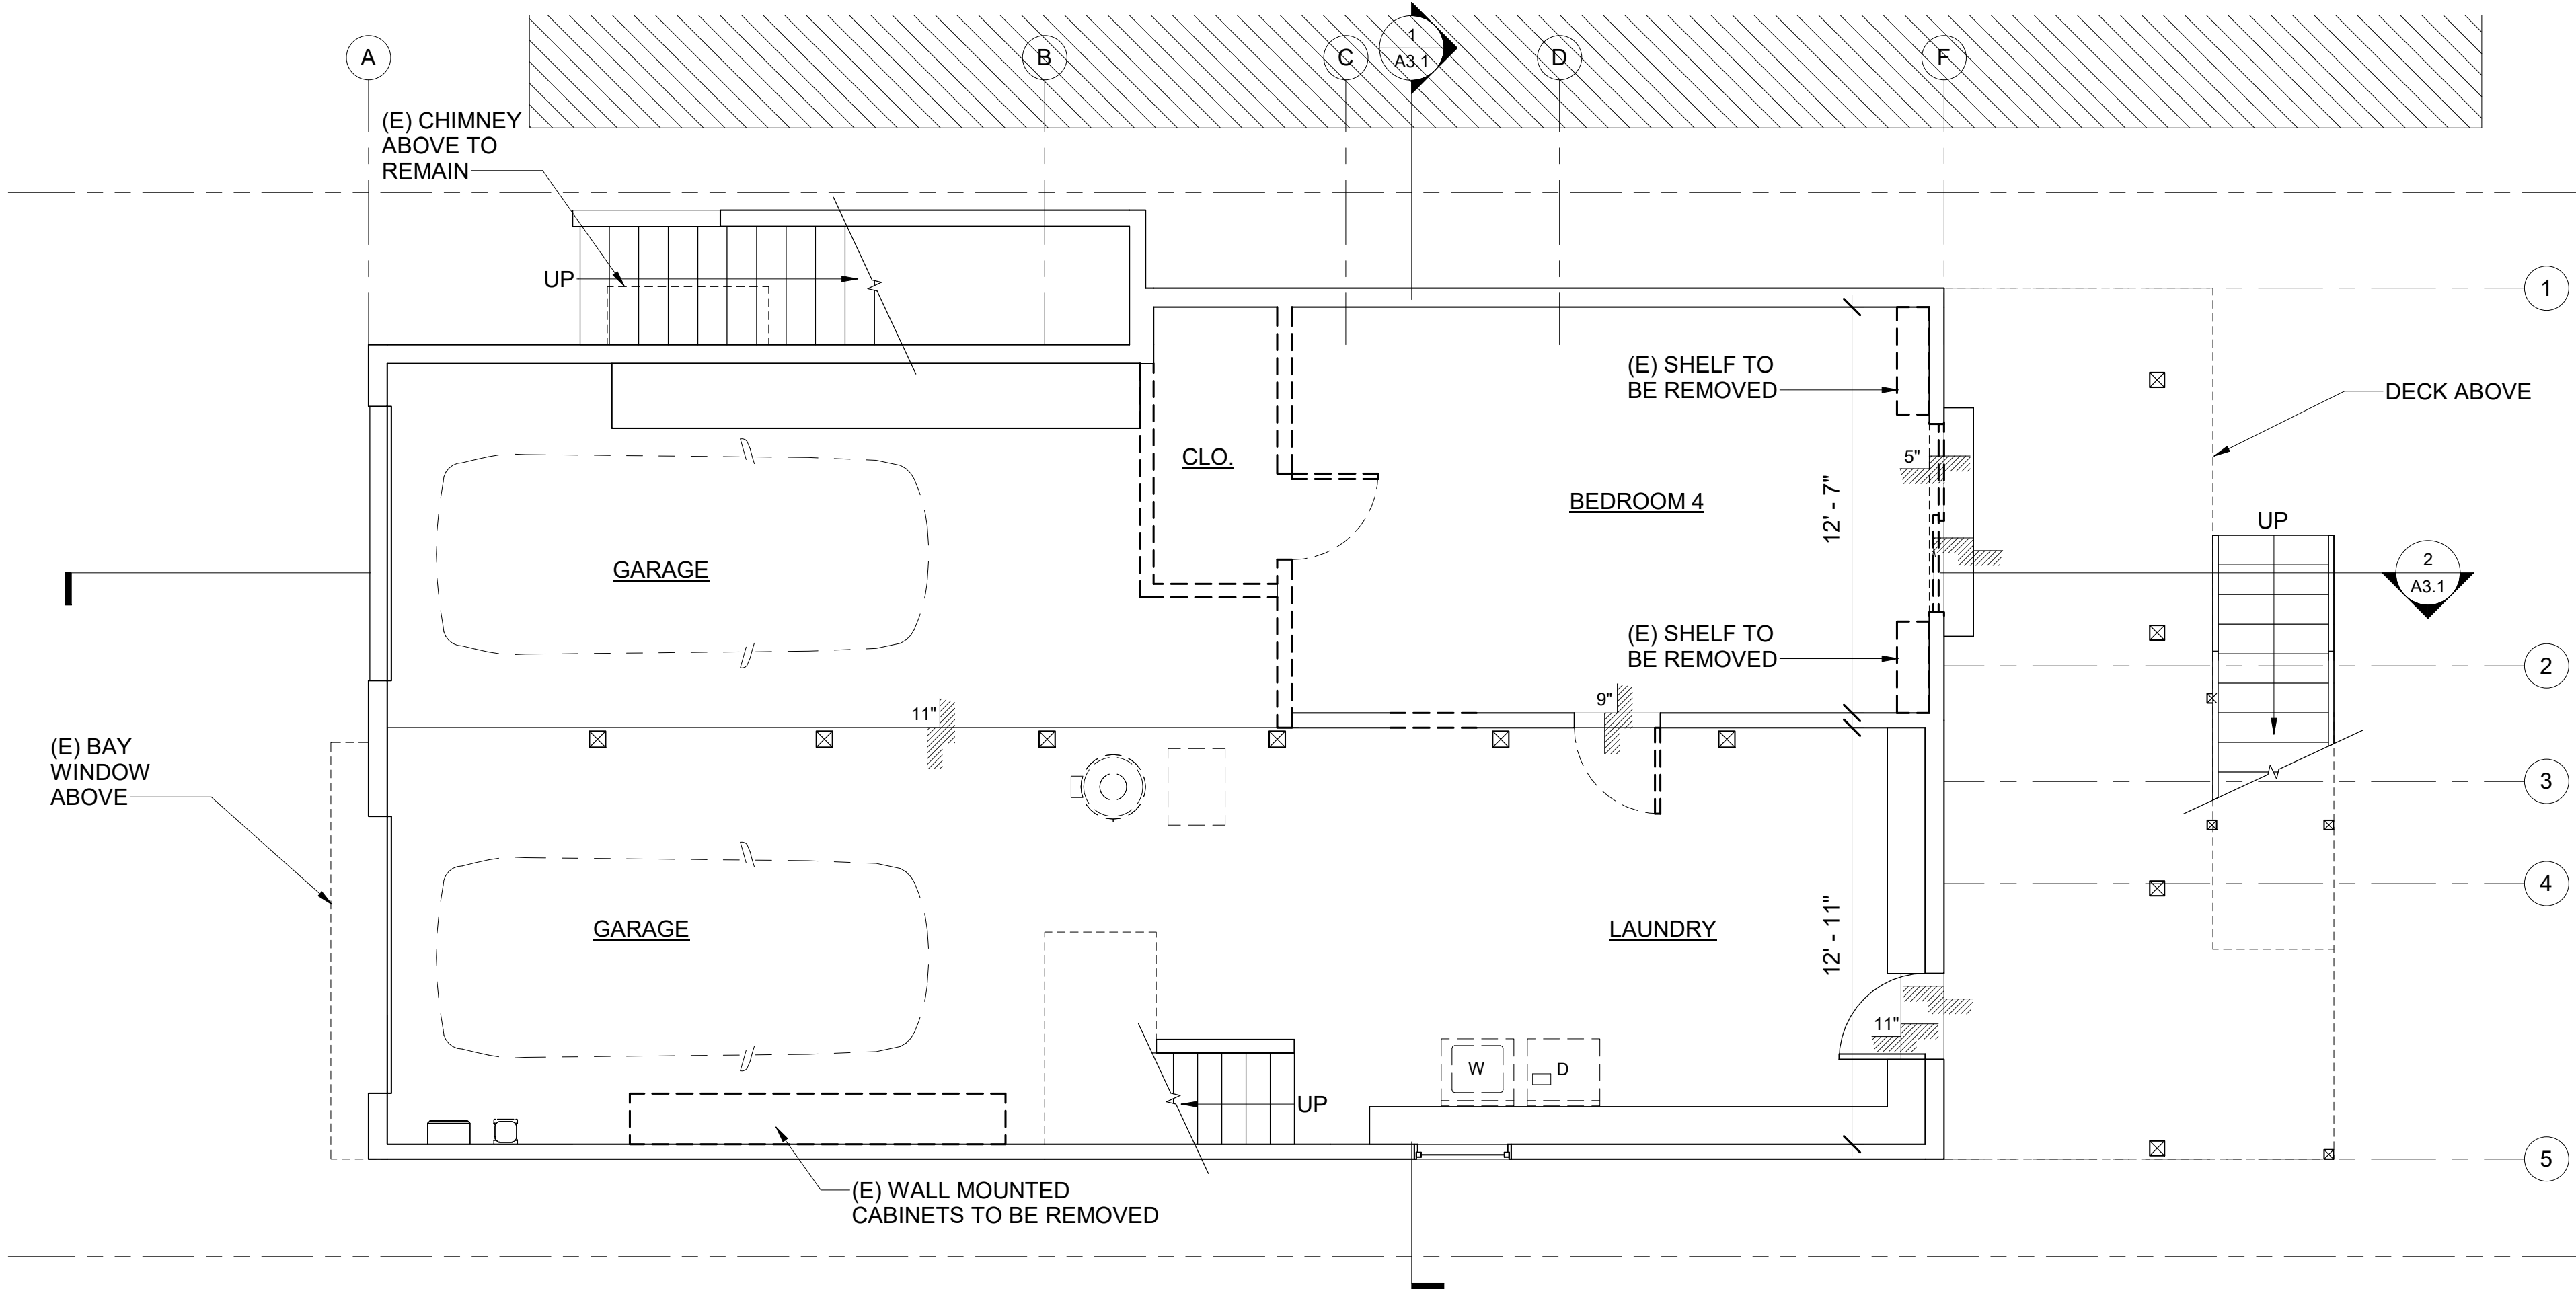 A
B
C
1
A3.1
D
F
(E) CHIMNEY
ABOVE TO
REMAIN
UP
1
(E) SHELF TO
BE REMOVED
DECK ABOVE
CLO.
5"
BEDROOM 4
12' - 7"
UP
GARAGE
2
A3.1
(E) SHELF TO
BE REMOVED
2
9"
11"
(E) BAY
WINDOW
ABOVE
3
4
GARAGE
LAUNDRY
12' - 11"
11"
W
D
UP
5
(E) WALL MOUNTED
CABINETS TO BE REMOVED